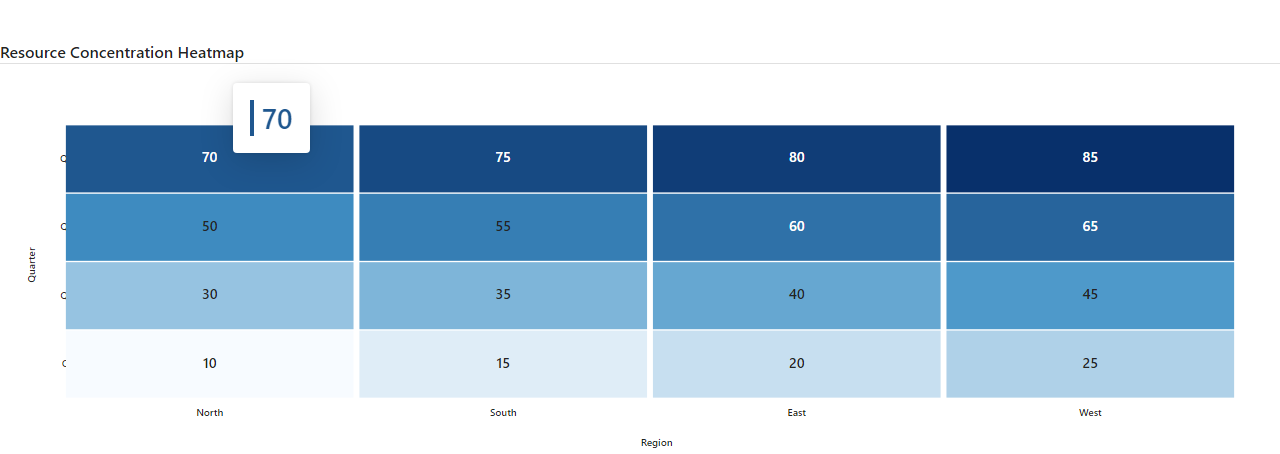 Resource Concentration Heatmap
70
Q 70 75 80 85
Q 50 55 60 65
Q 30 35 40 45
10 15 20 25
Quarter
North South East West
Region